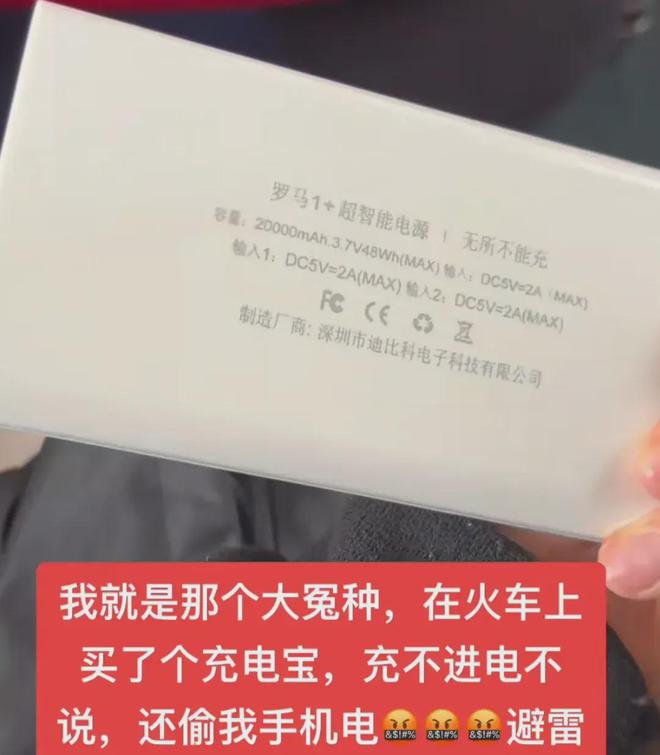 罗马1+ 超智能电源 | 无所不能充
容量: 20000mAh.3.7V48Wh(MAX) 输入: DC5V=2A (MAX)
输入1: DC5V=2A(MAX) 输入2: DC5V=2A(MAX)
FC CE
制造厂商: 深圳市迪比科电子科技有限公司
我就是那个大冤种，在火车上
买了个充电宝，充不进电不
说，还偷我手机电🤬🤬🤬避雷